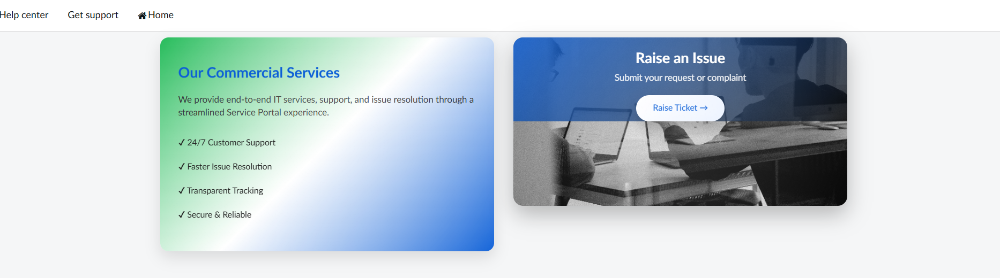 Help center Get support Home
Our Commercial Services
We provide end-to-end IT services, support, and issue resolution through a
streamlined Service Portal experience.
✓ 24/7 Customer Support
✓ Faster Issue Resolution
✓ Transparent Tracking
✓ Secure & Reliable
Raise an Issue
Submit your request or complaint
Raise Ticket →